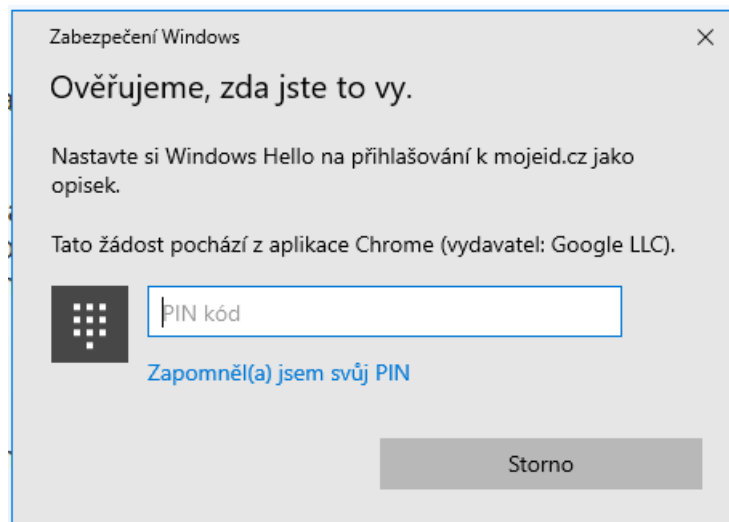 Zabezpečení Windows
Ověřujeme, zda jste to vy.
Nastavte si Windows Hello na přihlašování k mojeid.cz jako
opisek.
Tato žádost pochází z aplikace Chrome (vydavatel: Google LLC).
PIN kód
Zapomněl(a) jsem svůj PIN
Storno